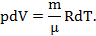 pdV = m/μ RdT.